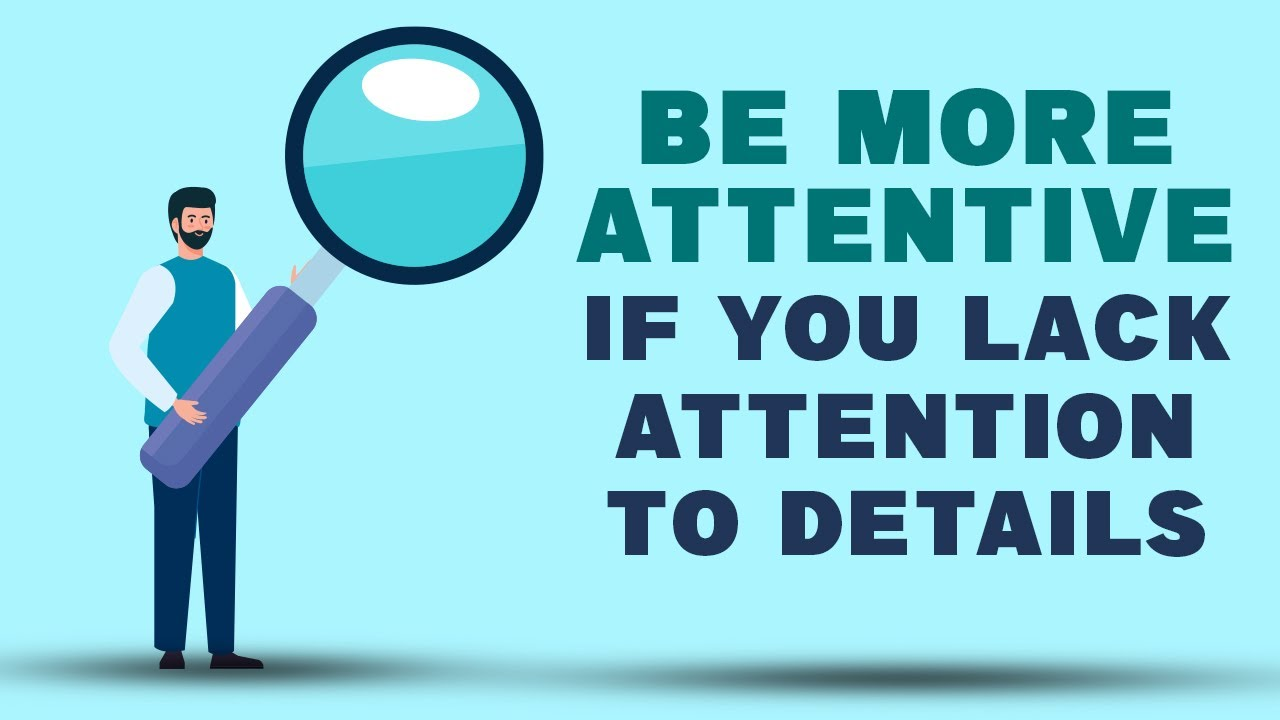 BE MORE
ATTENTIVE
IF YOU LACK
ATTENTION
TO DETAILS